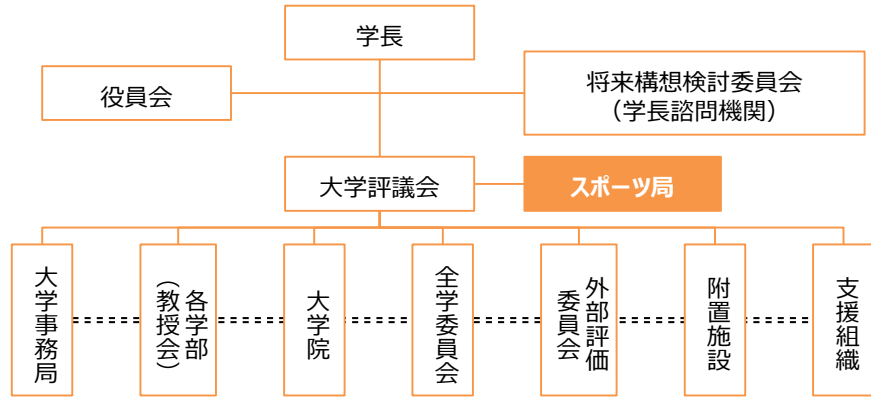 学長
役員会
将来構想検討委員会
（学長諮問機関）
大学評議会
スポーツ局
大学事務局
各学部
（教授会）
大学院
全学委員会
外部評価
委員会
附置施設
支援組織